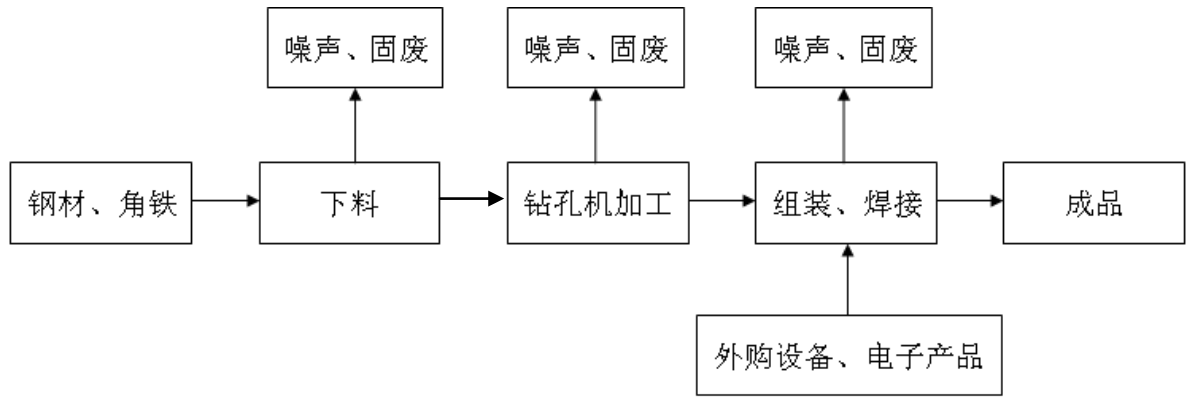 噪声、固废
噪声、固废
噪声、固废
钢材、角铁
下料
钻孔机加工
组装、焊接
成品
外购设备、电子产品